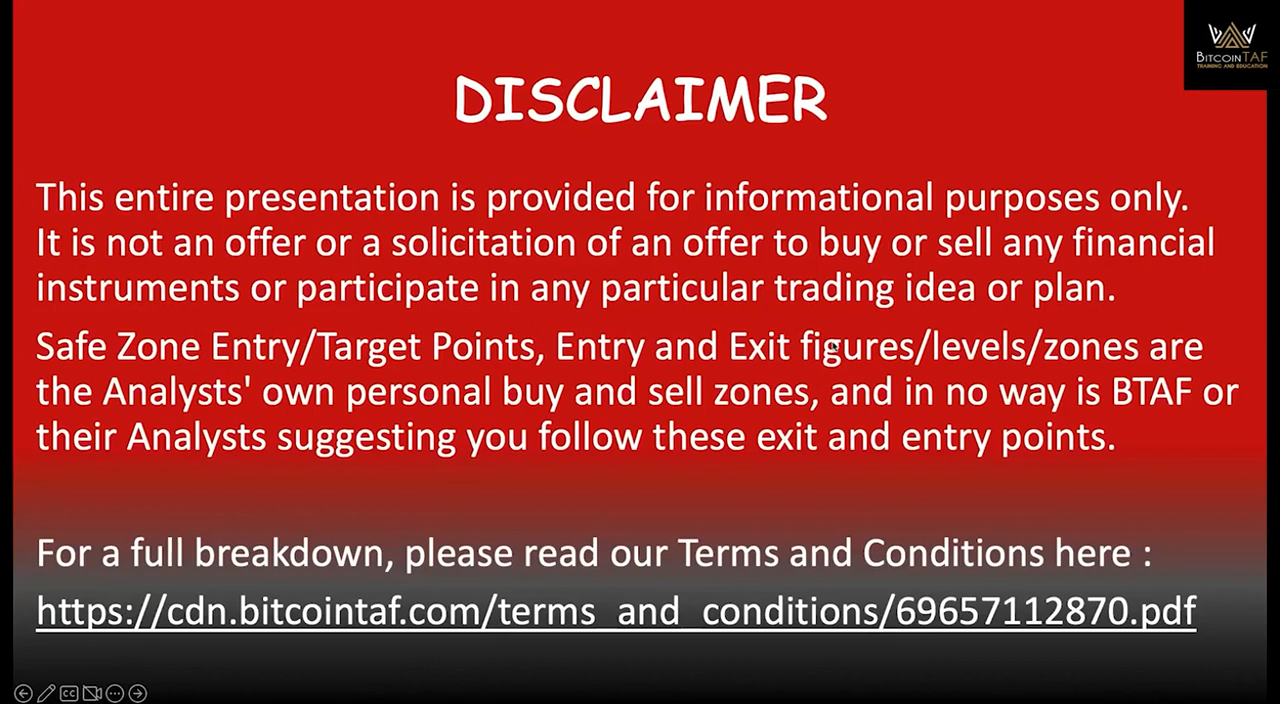 BITCOINTAF
TRAINING AND EDUCATION
DISCLAIMER
This entire presentation is provided for informational purposes only.
It is not an offer or a solicitation of an offer to buy or sell any financial
instruments or participate in any particular trading idea or plan.
Safe Zone Entry/Target Points, Entry and Exit figures/levels/zones are
the Analysts' own personal buy and sell zones, and in no way is BTAF or
their Analysts suggesting you follow these exit and entry points.
For a full breakdown, please read our Terms and Conditions here :
https://cdn.bitcointaf.com/terms_and_conditions/69657112870.pdf
CC